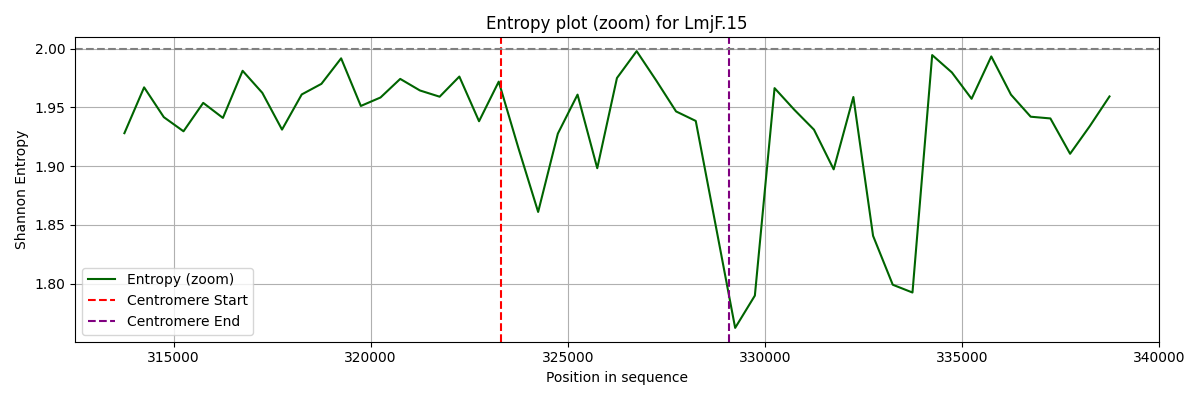 Entropy plot (zoom) for LmjF.15
2.00
1.95
1.90
1.85
1.80
Shannon Entropy
Entropy (zoom)
Centromere Start
Centromere End
315000 320000 325000 330000 335000 340000
Position in sequence